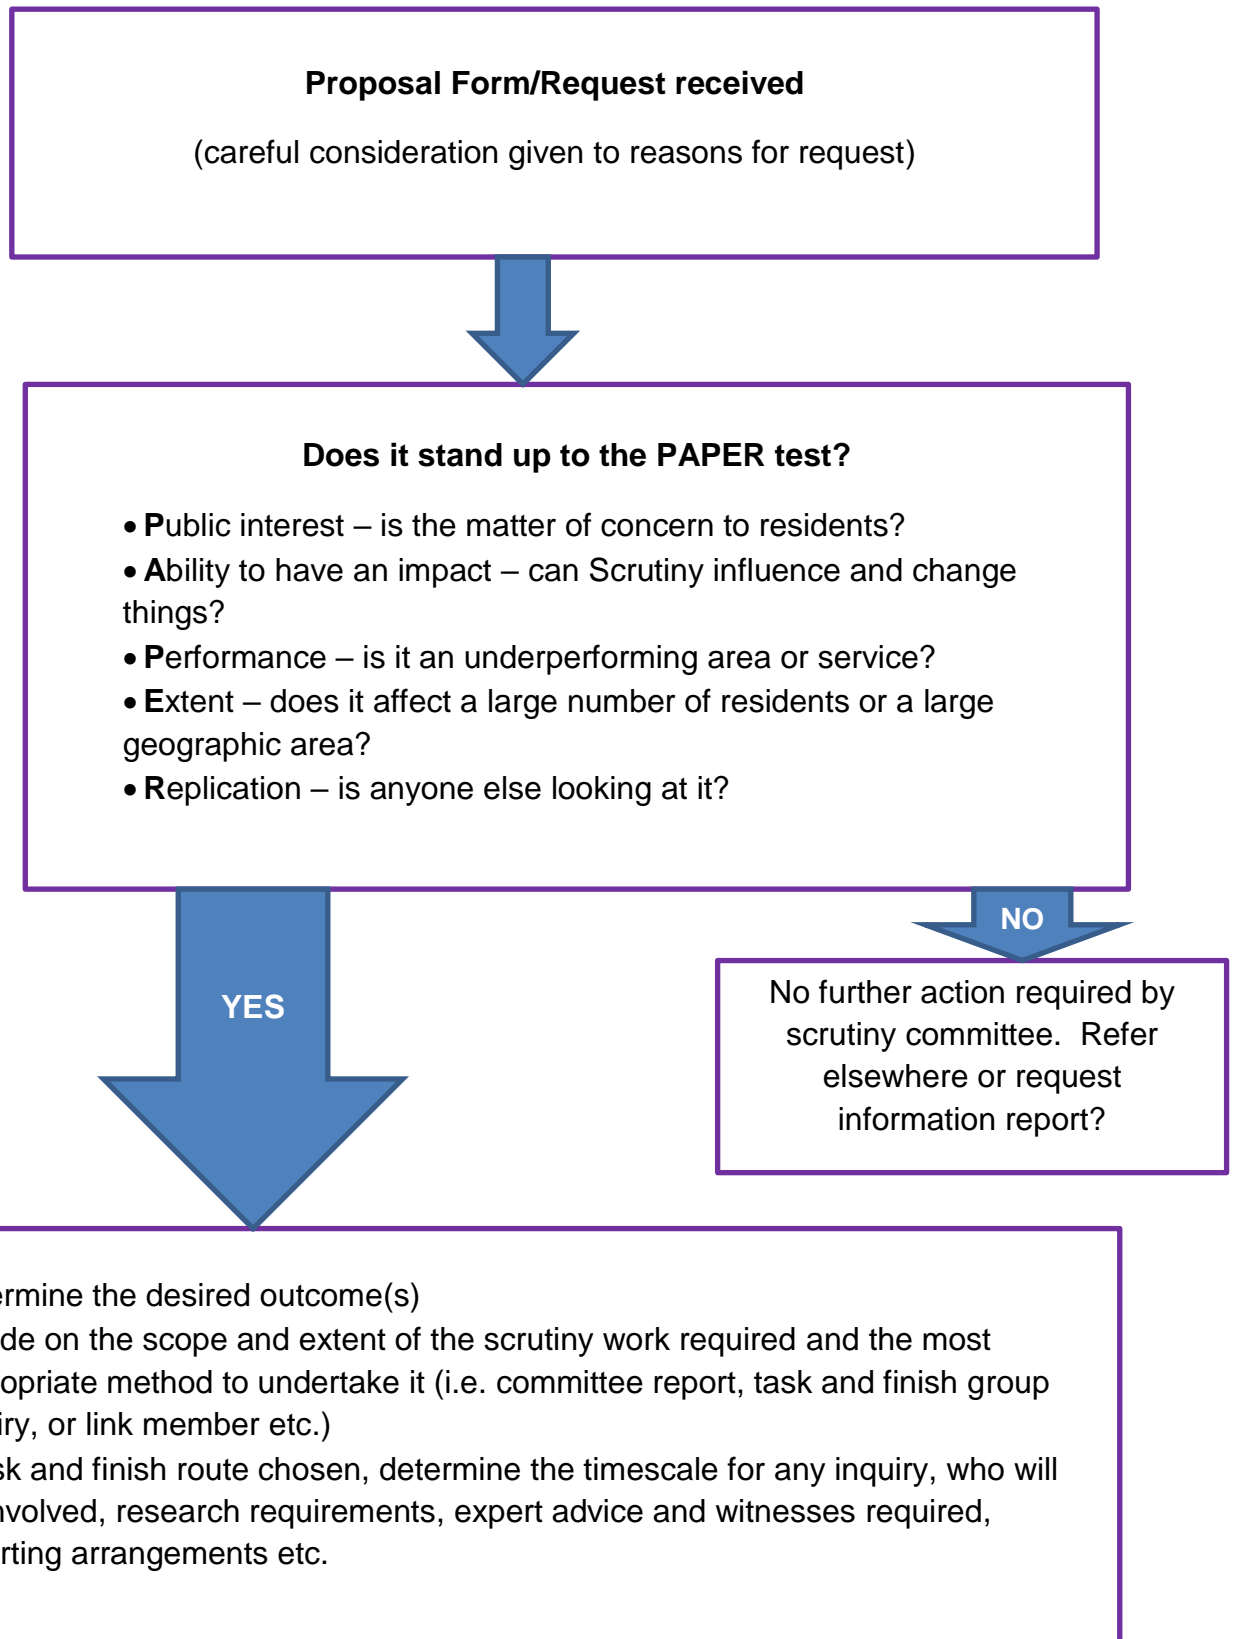 Proposal Form/Request received
(careful consideration given to reasons for request)
Does it stand up to the PAPER test?
• Public interest – is the matter of concern to residents?
• Ability to have an impact – can Scrutiny influence and change
things?
• Performance – is it an underperforming area or service?
• Extent – does it affect a large number of residents or a large
geographic area?
• Replication – is anyone else looking at it?
NO
YES
No further action required by
scrutiny committee.  Refer
elsewhere or request
information report?
ermine the desired outcome(s)
de on the scope and extent of the scrutiny work required and the most
opriate method to undertake it (i.e. committee report, task and finish group
iry, or link member etc.)
sk and finish route chosen, determine the timescale for any inquiry, who will
nvolved, research requirements, expert advice and witnesses required,
rting arrangements etc.